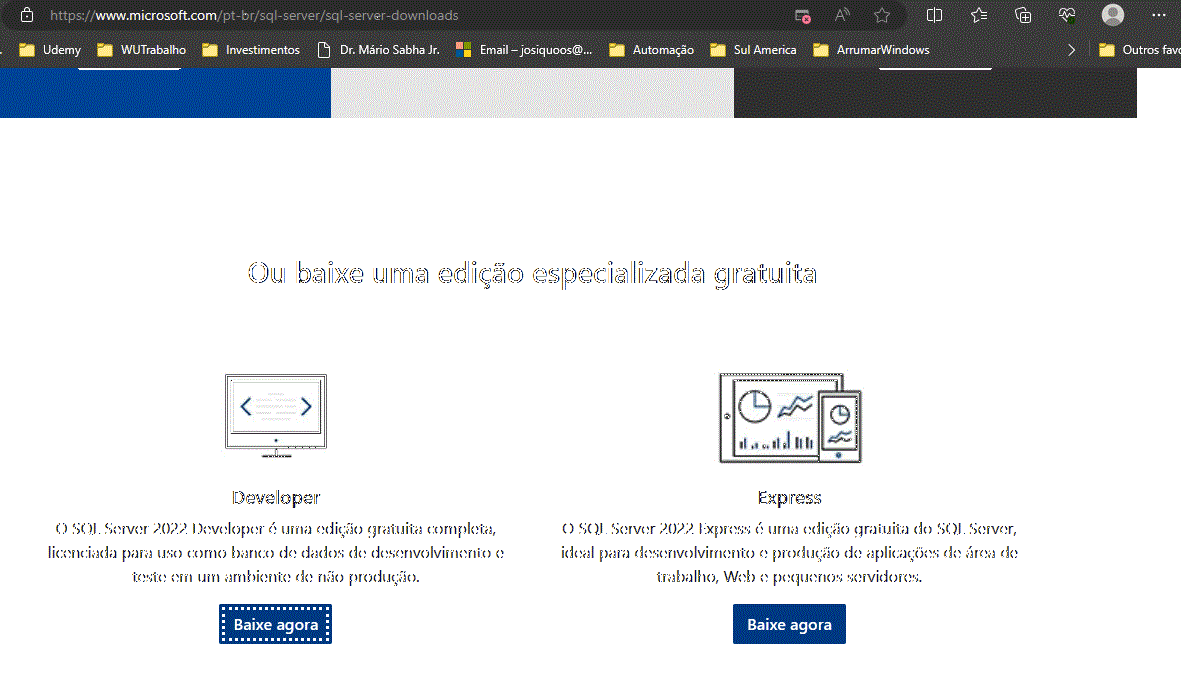 https://www.microsoft.com/pt-br/sql-server/sql-server-downloads
Udemy WUTrabalho Investimentos Dr. Mário Sabha Jr. Email – josiquoos@... Automação Sul America ArrumarWindows Outros favo
Ou baixe uma edição especializada gratuita
Developer
O SQL Server 2022 Developer é uma edição gratuita completa,
licenciada para uso como banco de dados de desenvolvimento e
teste em um ambiente de não produção.
Baixe agora
Express
O SQL Server 2022 Express é uma edição gratuita do SQL Server,
ideal para desenvolvimento e produção de aplicações de área de
trabalho, Web e pequenos servidores.
Baixe agora